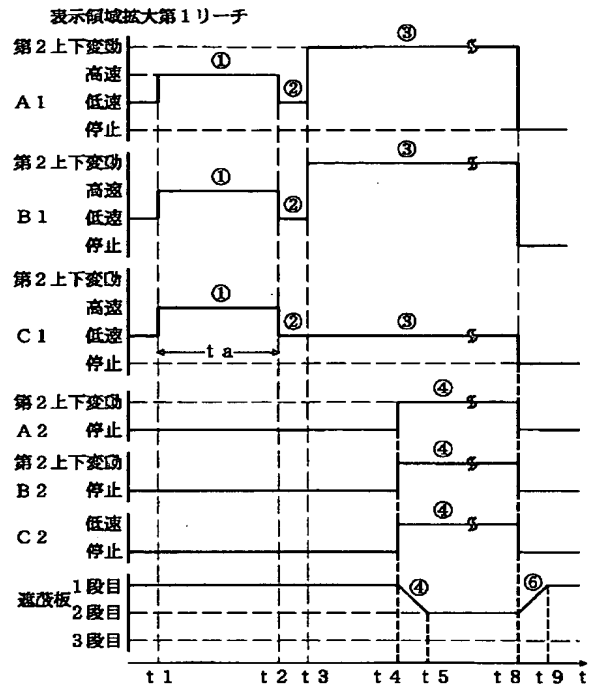 表示領域拡大第1リーチ
第2上下変動 ③
高速 ①
A1 低速 ②
停止
第2上下変動 ③
高速 ①
B1 低速 ②
停止
第2上下変動
高速 ①
C1 低速 ② ③
停止 ta
第2上下変動 ④
A2 停止
第2上下変動 ④
B2 停止
低速 ④
C2 停止
1段目 ④ ⑥
遮蔽板 2段目
3段目
t1 t2 t3 t4 t5 t8 t9 t